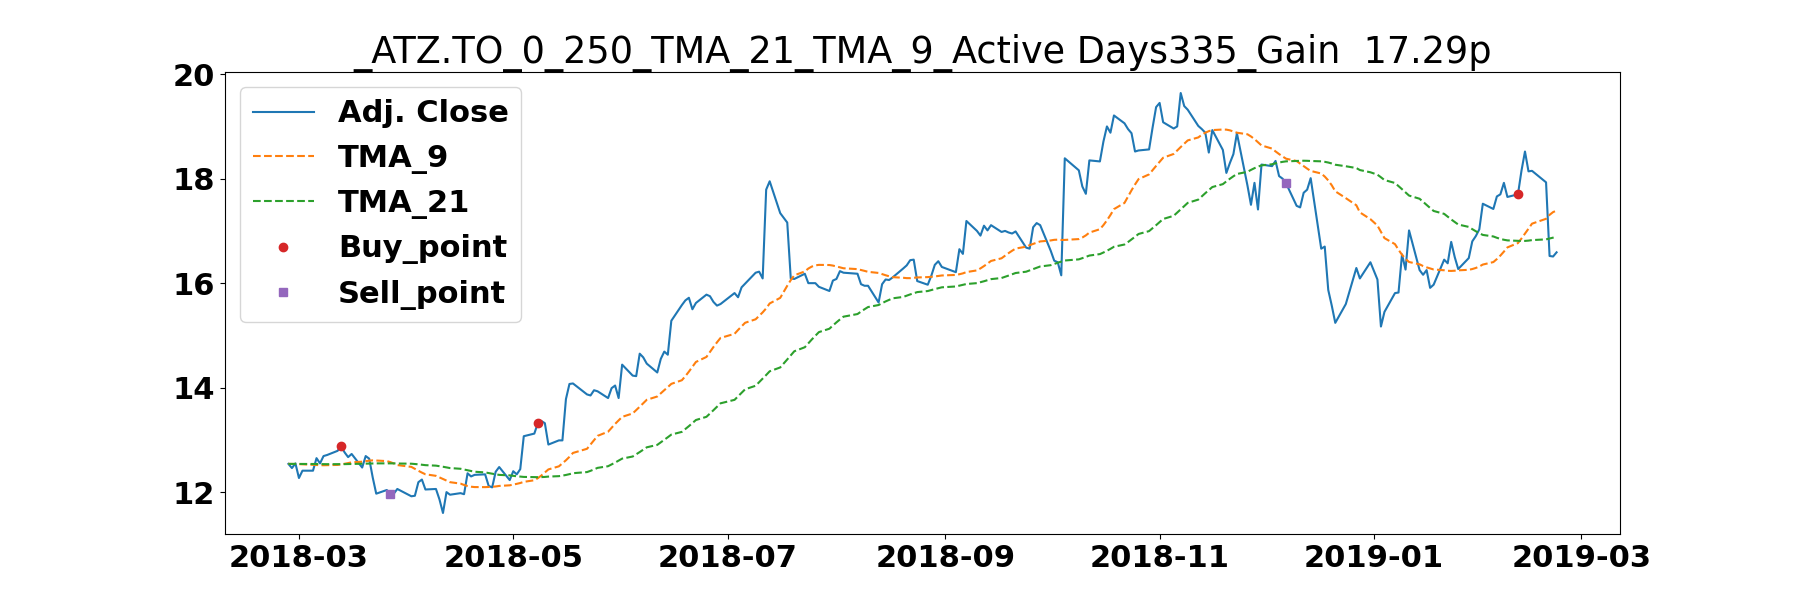 _ATZ.TO_0_250_TMA_21_TMA_9_Active Days335_Gain  17.29p
20
18
16
14
12
Adj. Close
TMA_9
TMA_21
Buy_point
Sell_point
2018-03 2018-05 2018-07 2018-09 2018-11 2019-01 2019-03